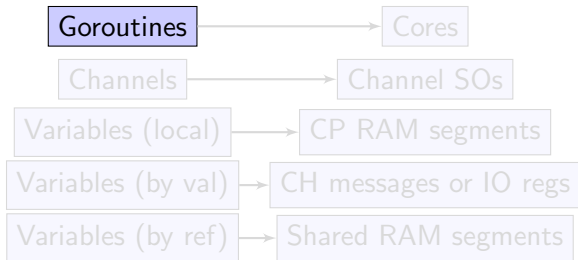 Goroutines Cores
Channels Channel SOs
Variables (local) CP RAM segments
Variables (by val) CH messages or IO regs
Variables (by ref) Shared RAM segments